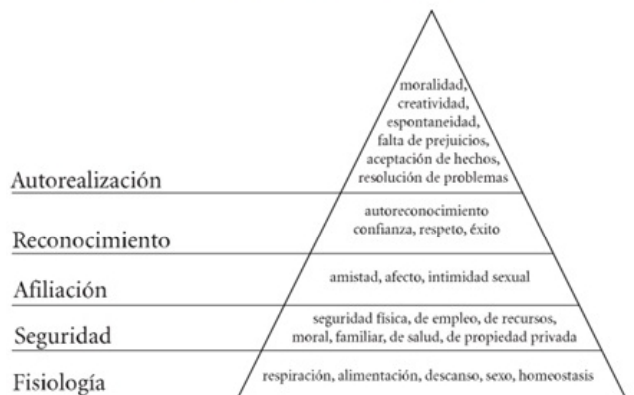 moralidad,
creatividad,
espontaneidad,
falta de prejuicios,
aceptación de hechos,
resolución de problemas
Autorealización
autoreconocimiento
confianza, respeto, éxito
Reconocimiento
amistad, afecto, intimidad sexual
Afiliación
seguridad física, de empleo, de recursos,
moral, familiar, de salud, de propiedad privada
Seguridad
respiración, alimentación, descanso, sexo, homeostasis
Fisiología